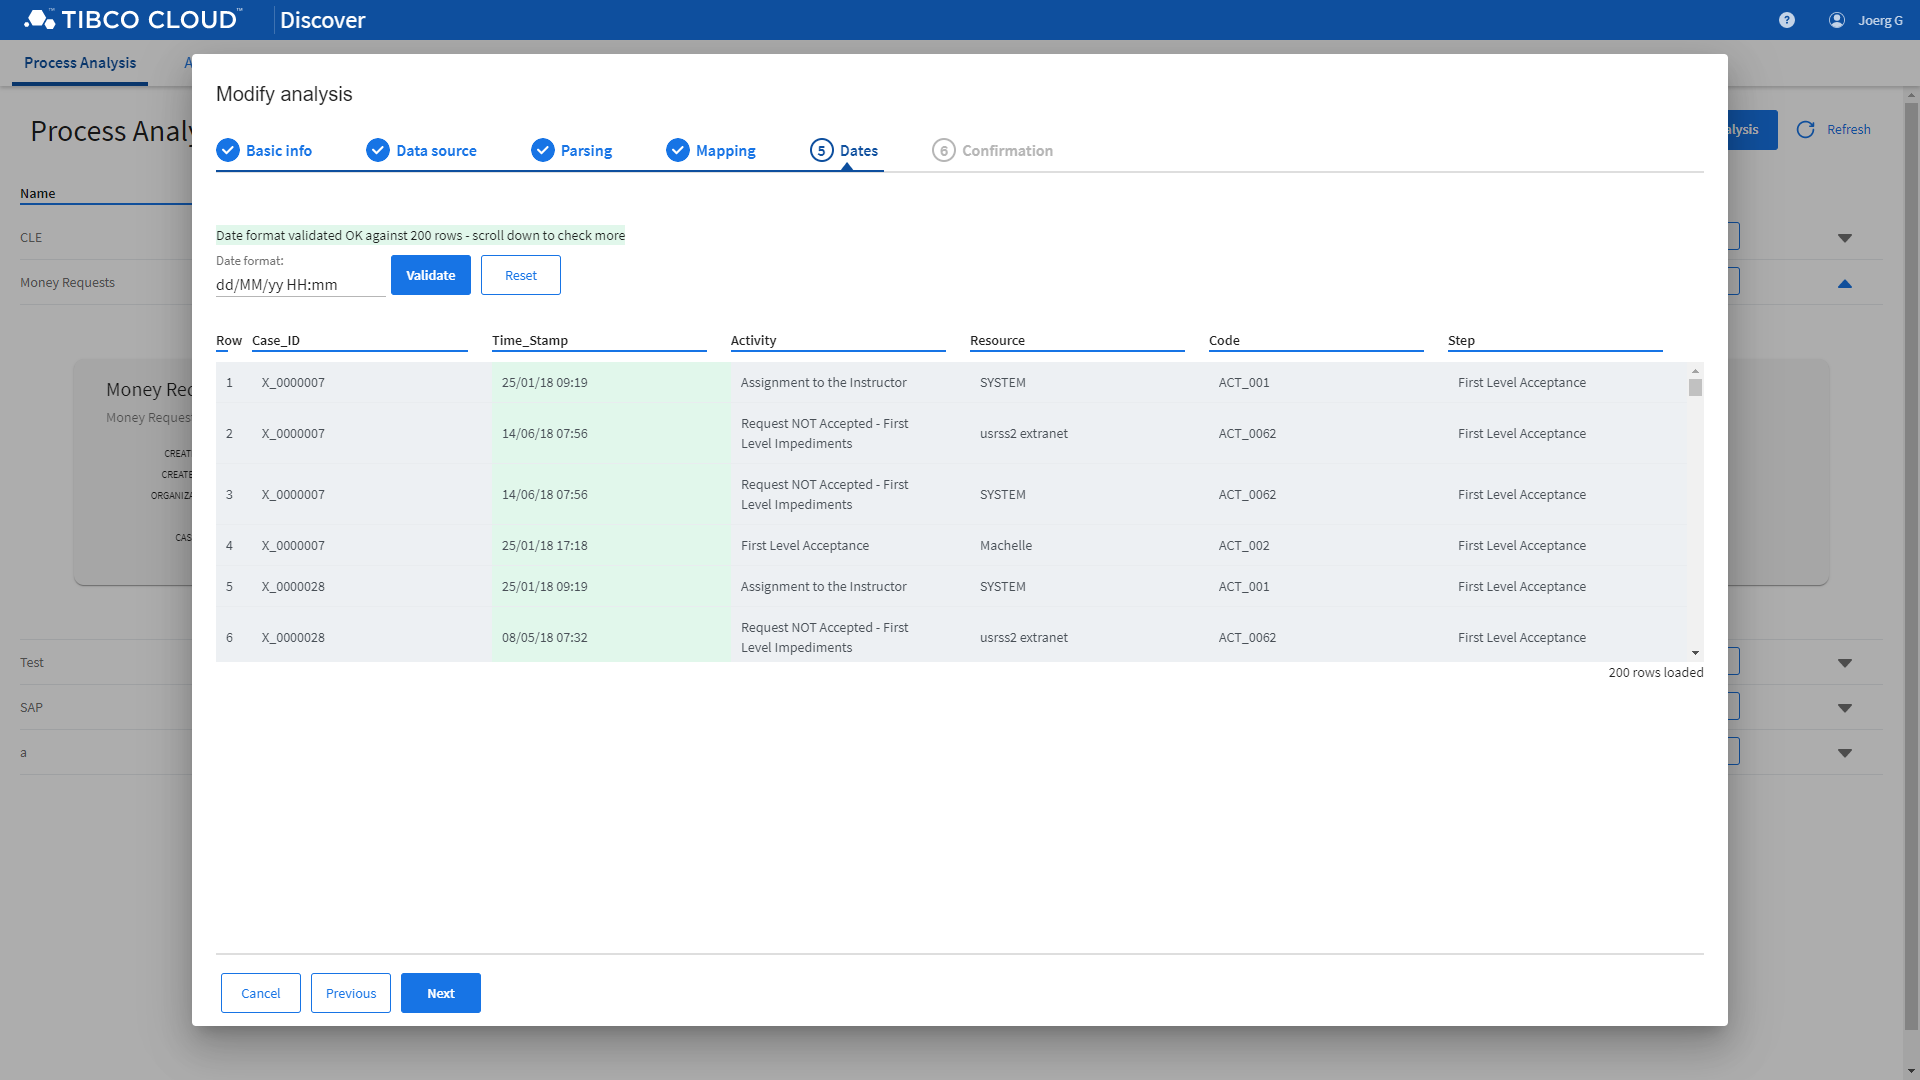 TIBCO CLOUD™ Discover
? Joerg G
Process Analysis A
Modify analysis
Process Analy
alysis Refresh
Basic info Data source Parsing Mapping 5 Dates 6 Confirmation
Name
CLE
Money Requests
Date format validated OK against 200 rows - scroll down to check more
Date format:
dd/MM/yy HH:mm Validate Reset
Row Case_ID Time_Stamp Activity Resource Code Step
1 X_0000007 25/01/18 09:19 Assignment to the Instructor SYSTEM ACT_001 First Level Acceptance
2 X_0000007 14/06/18 07:56 Request NOT Accepted - First Level Impediments usrss2 extranet ACT_0062 First Level Acceptance
3 X_0000007 14/06/18 07:56 Request NOT Accepted - First Level Impediments SYSTEM ACT_0062 First Level Acceptance
4 X_0000007 25/01/18 17:18 First Level Acceptance Machelle ACT_002 First Level Acceptance
5 X_0000028 25/01/18 09:19 Assignment to the Instructor SYSTEM ACT_001 First Level Acceptance
6 X_0000028 08/05/18 07:32 Request NOT Accepted - First Level Impediments usrss2 extranet ACT_0062 First Level Acceptance
200 rows loaded
Money Rec
Money Request
CREAT
CREATE
ORGANIZA
CAS
Test
SAP
a
Cancel Previous Next